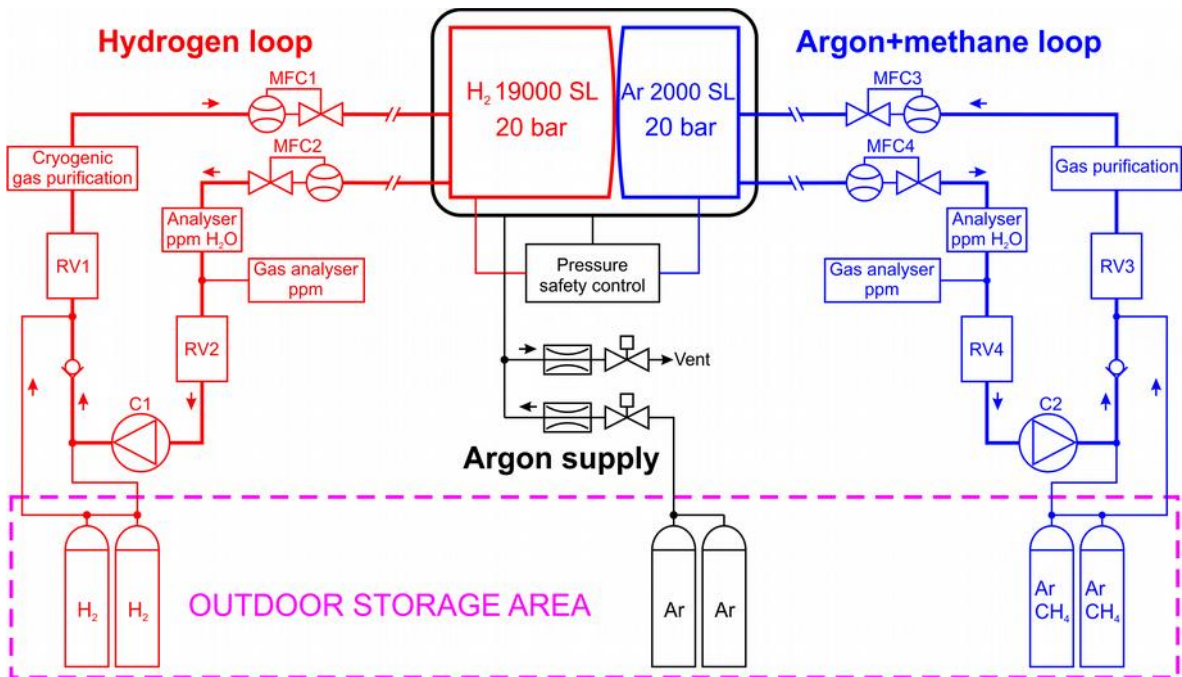 Hydrogen loop
Argon+methane loop
MFC1
MFC3
H₂ 19000 SL
20 bar
Ar 2000 SL
20 bar
MFC2
MFC4
Cryogenic
gas purification
Gas purification
Analyser
ppm H₂O
Analyser
ppm H₂O
RV1
Gas analyser
ppm
Pressure
safety control
Gas analyser
ppm
RV3
RV2
RV4
Vent
C1
C2
Argon supply
OUTDOOR STORAGE AREA
H₂
H₂
Ar
Ar
Ar
CH₄
Ar
CH₄